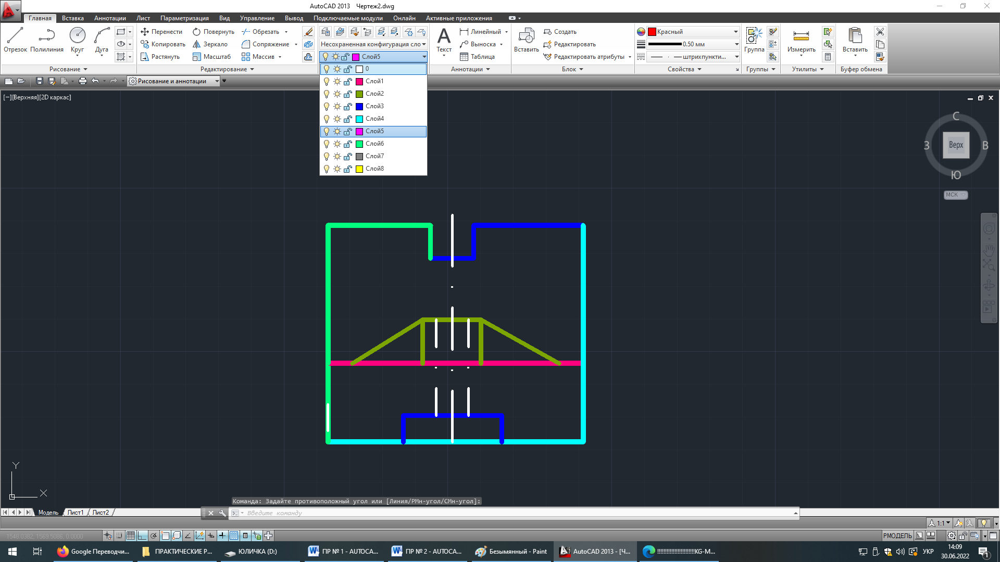 AutoCAD 2013 Чертеж2.dwg
Главная Вставка Аннотации Лист Параметризация Вид Управление Вывод Подключаемые модули Онлайн Активные приложения
Отрезок Полилиния Круг Дуга
Рисование
Перенести Повернуть Обрезать
Копировать Зеркало Сопряжение
Растянуть Масштаб Массив
Редактирование
Несохраненная конфигурация сло
Слой5
0
Слой1
Слой2
Слой3
Слой4
Слой5
Слой6
Слой7
Слой8
A Текст
Линейный
Выноска
Таблица
Аннотации
Вставить
Создать
Редактировать
Редактировать атрибуты
Блок
Красный
0.50 мм
штрихпункти...
Свойства
Группа
Группы
Измерить
Утилиты
Вставить
Буфер обмена
Рисование и аннотации
[−][Верхняя][2D каркас]
С
З Верх В
Ю
МСК
Y
X
Команда: Задайте противоположный угол или [Линия/РМн-угол/СМн-угол]:
Введите команду
Модель Лист1 Лист2
1:1
1548.0382, 1569.5086, 0.0000
РМОДЕЛЬ
Google Переводчи...
ПРАКТИЧЕСКИЕ Р...
ЮЛИЧКА (D:)
ПР № 1 - AUTOCA...
ПР № 2 - AUTOCA...
Безымянный - Paint
AutoCAD 2013 - [Ч...
!!!!!!!!!!!!!!!!!!!!!!!!!KG-M...
УКР
14:09
30.06.2022
1